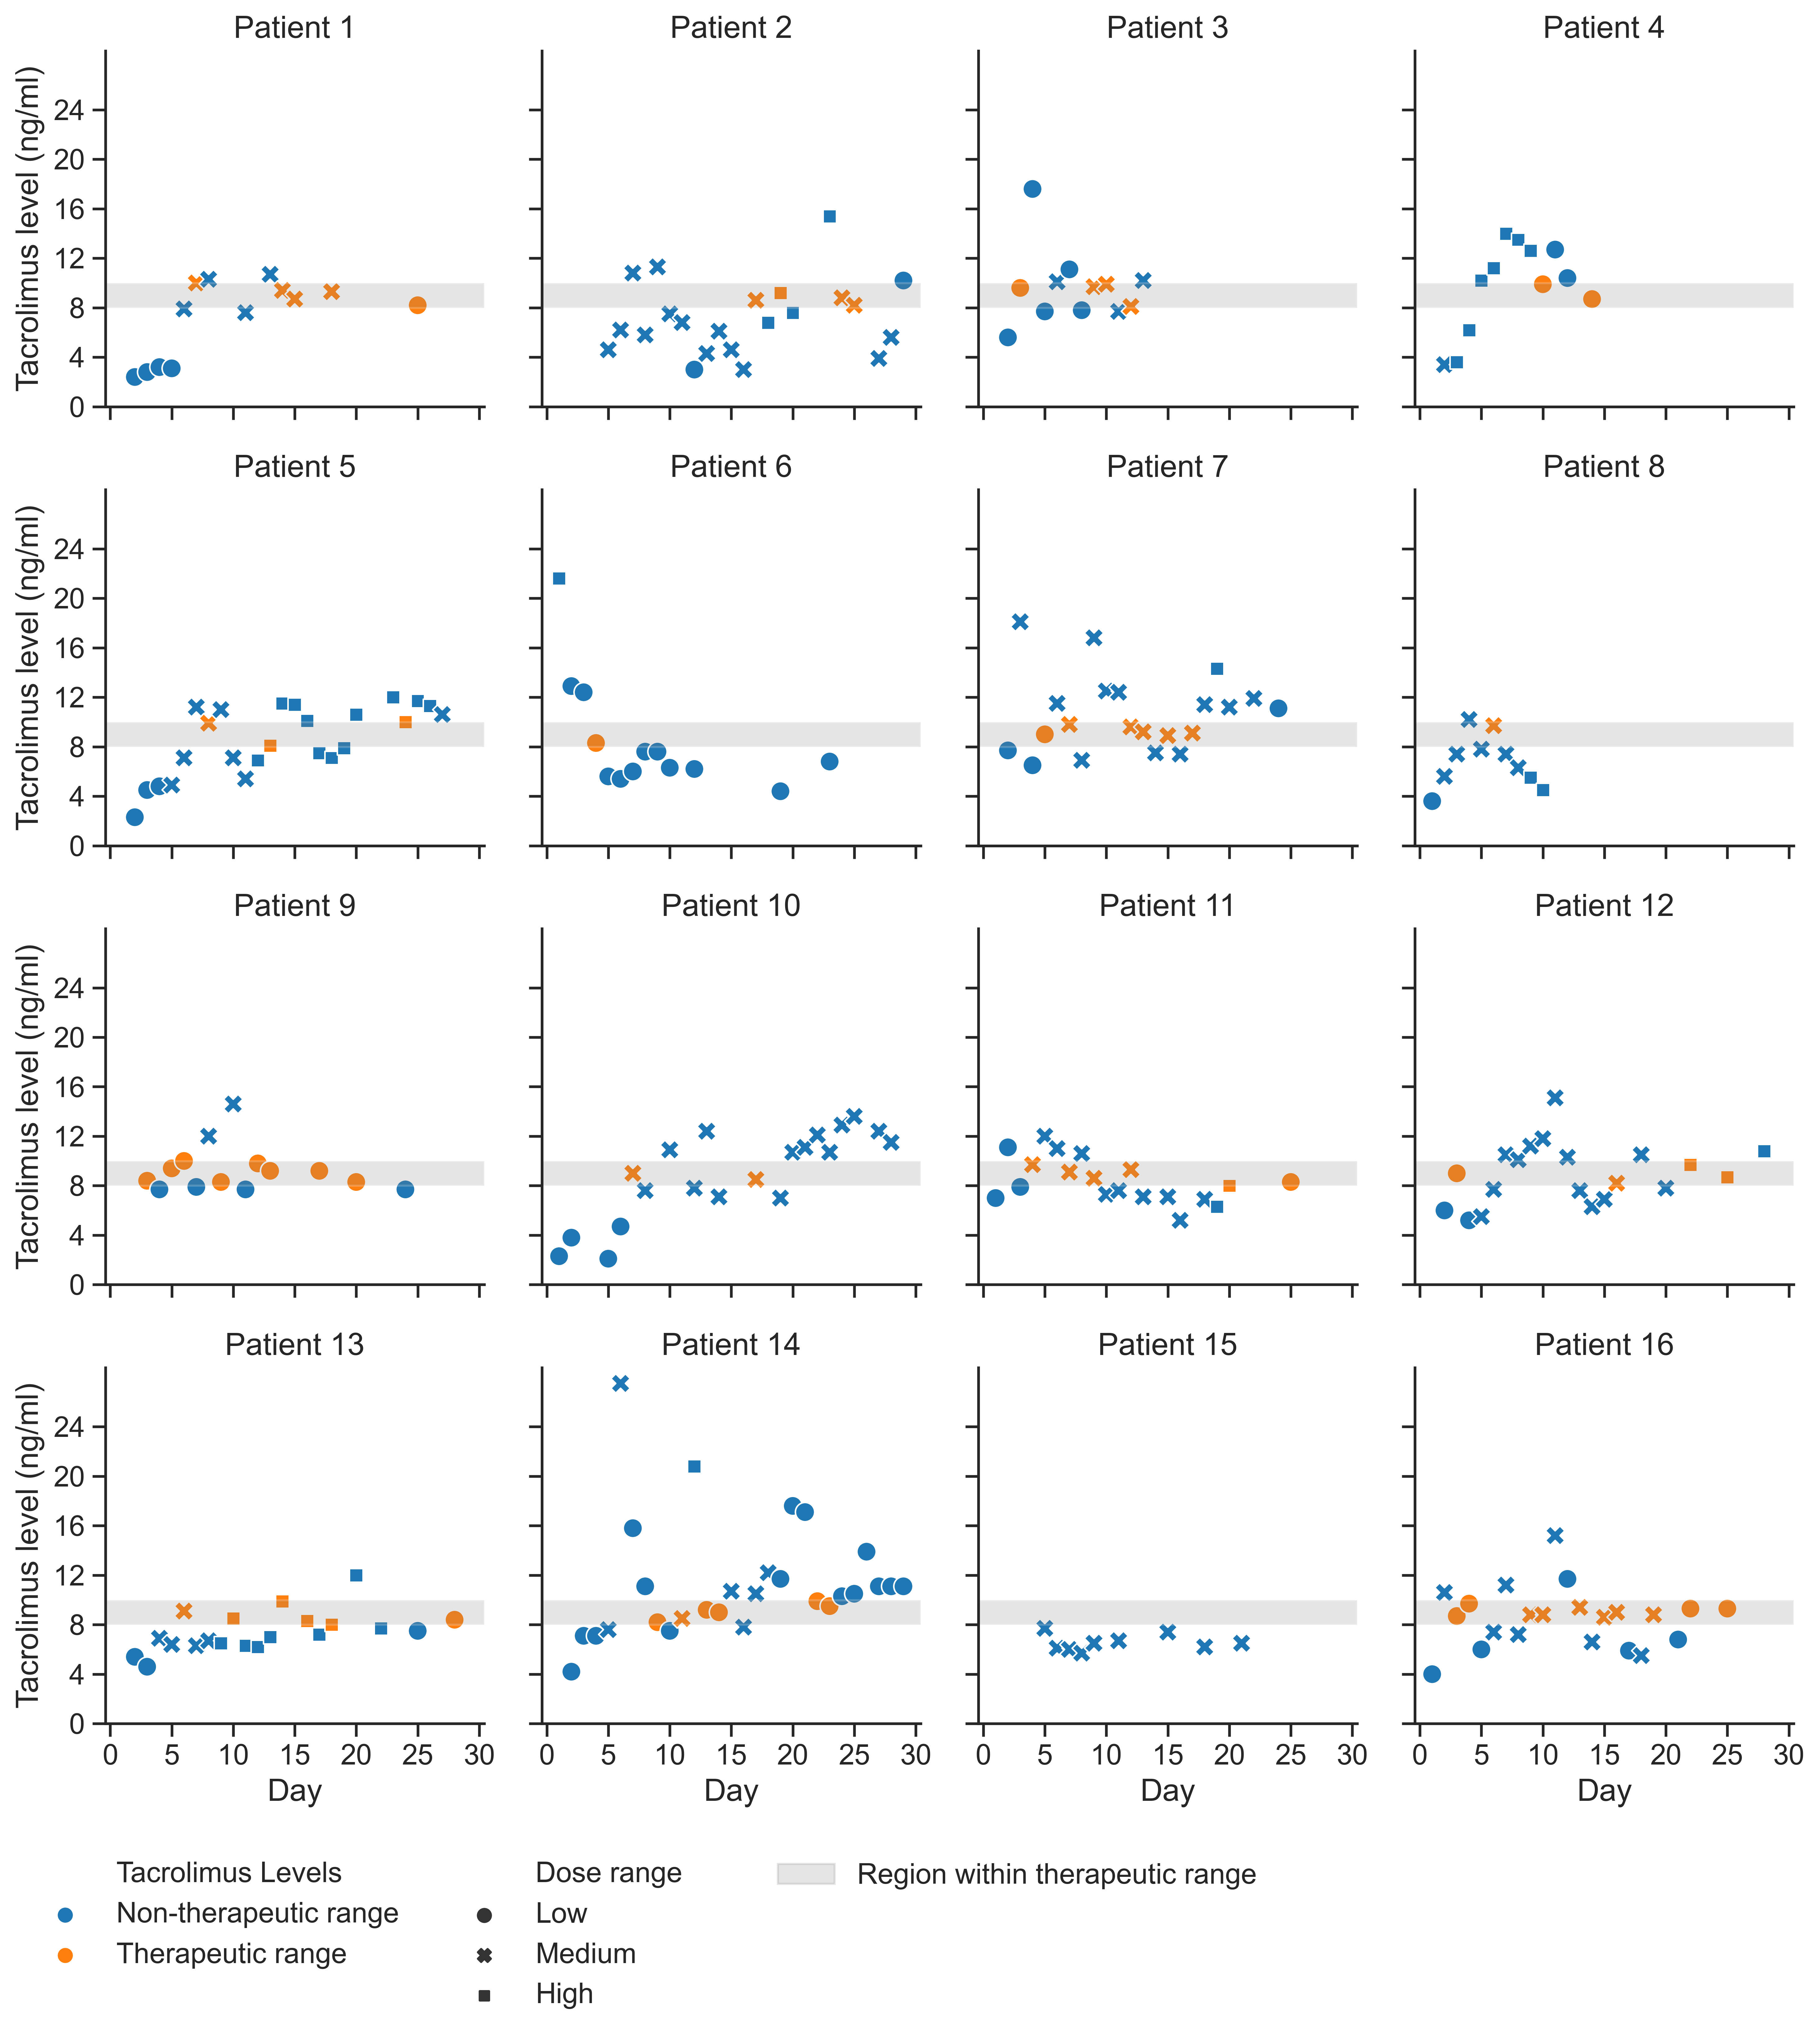 Patient 1 Patient 2 Patient 3 Patient 4
Tacrolimus level (ng/ml)
24
20
16
12
8
4
0
Patient 5 Patient 6 Patient 7 Patient 8
Tacrolimus level (ng/ml)
24
20
16
12
8
4
0
Patient 9 Patient 10 Patient 11 Patient 12
Tacrolimus level (ng/ml)
24
20
16
12
8
4
0
Patient 13 Patient 14 Patient 15 Patient 16
Tacrolimus level (ng/ml)
24
20
16
12
8
4
0
0 5 10 15 20 25 30 0 5 10 15 20 25 30 0 5 10 15 20 25 30 0 5 10 15 20 25 30
Day Day Day Day
Tacrolimus Levels
Non-therapeutic range
Therapeutic range
Dose range
Low
Medium
High
Region within therapeutic range